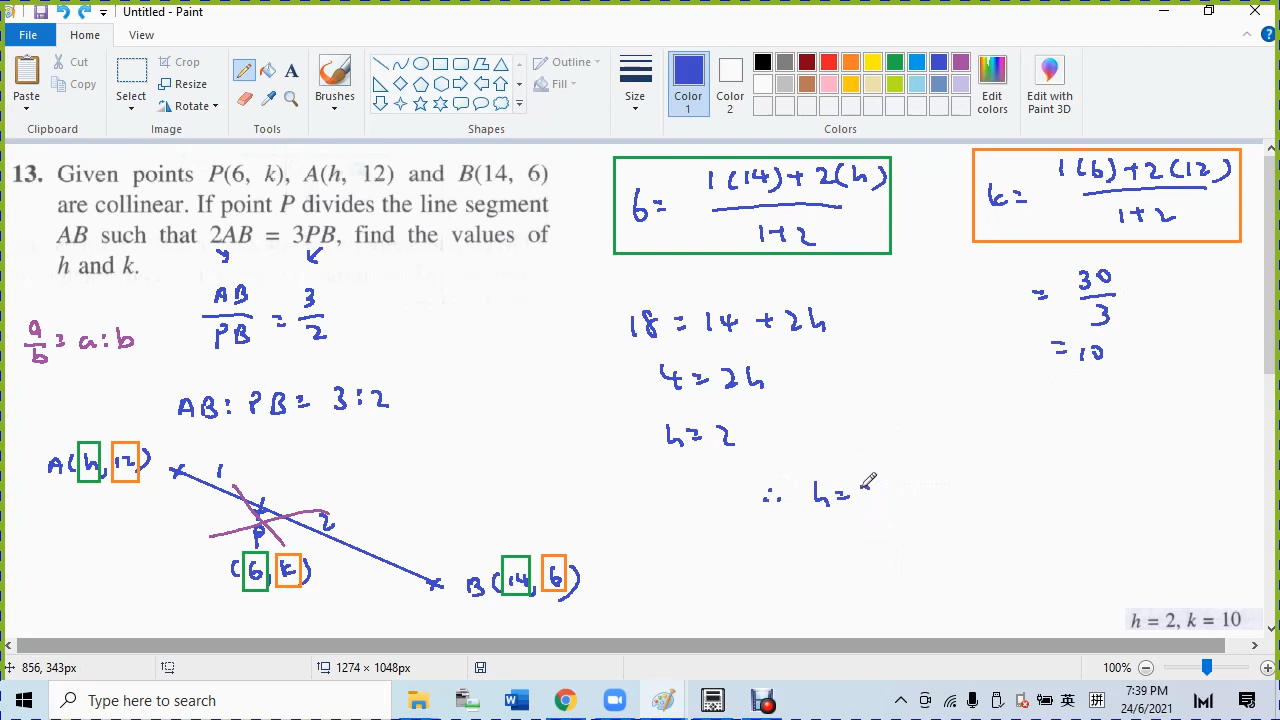 Untitled - Paint
File
Home
View
Paste
Cut
Copy
Clipboard
Select
Crop
Resize
Rotate
Image
A
Tools
Brushes
Outline
Fill
Shapes
Size
Color 1
Color 2
Edit colors
Edit with Paint 3D
Colors
13. Given points P(6, k), A(h, 12) and B(14, 6)
are collinear. If point P divides the line segment
AB such that 2AB = 3PB, find the values of
h and k.
AB/PB = 3/2
a/b = a:b
AB: PB = 3:2
A(h, 12)
1
P
2
(6, k)
B(14, 6)
6 = (1(14)+2(h))/(1+2)
18 = 14 + 2h
4 = 2h
h = 2
∴ h =
k = (1(6)+2(12))/(1+2)
= 30/3
= 10
h = 2, k = 10
856, 343px
1274 × 1048px
100%
Type here to search
英
拼
7:39 PM
24/6/2021